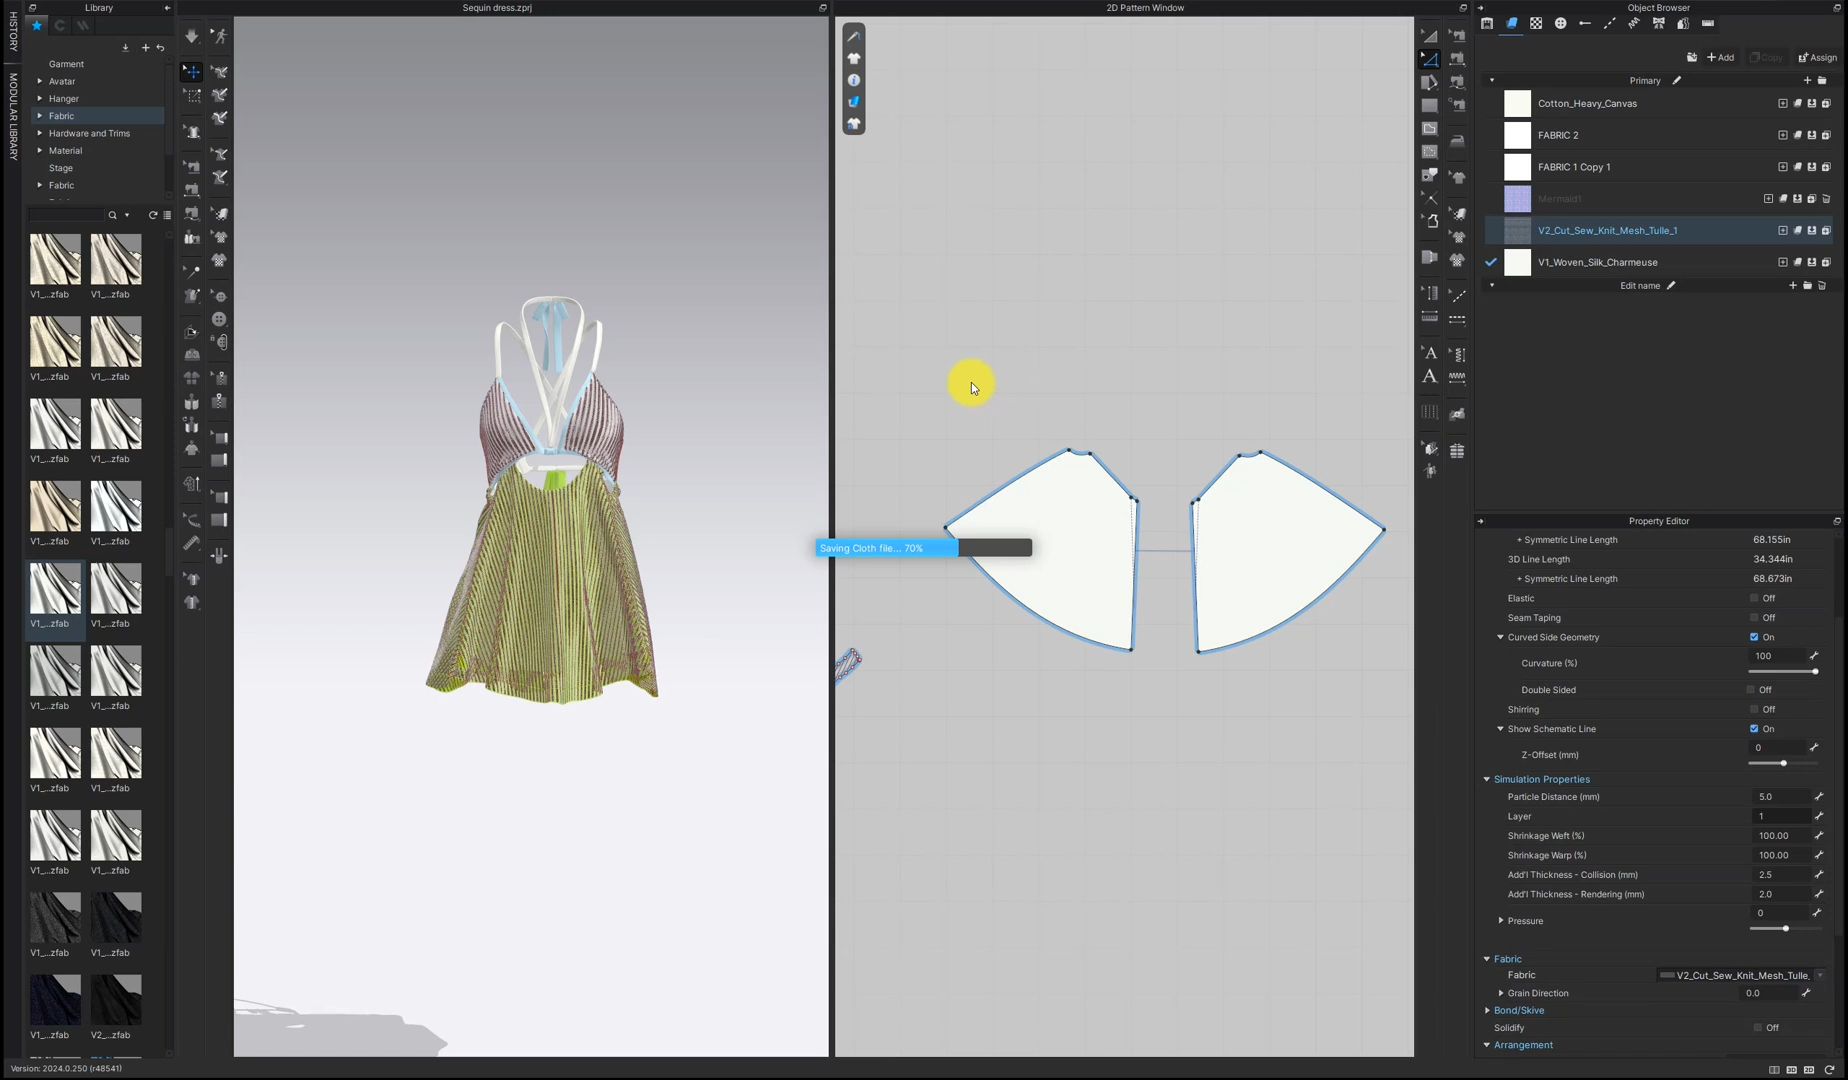 HISTORY
MODULAR LIBRARY
Library
Garment
Avatar
Hanger
Fabric
Hardware and Trims
Material
Stage
Fabric
V1_...zfab V1_...zfab
V1_...zfab V1_...zfab
V1_...zfab V1_...zfab
V1_...zfab V1_...zfab
V1_...zfab V1_...zfab
V1_...zfab V1_...zfab
V1_...zfab V1_...zfab
V1_...zfab V1_...zfab
V1_...zfab V1_...zfab
V1_...zfab V2_...zfab
Version: 2024.0.250 (r48541)
Sequin dress.zprj
Saving Cloth file... 70%
2D Pattern Window
A
A
Object Browser
+ Add Copy Assign
Primary
Cotton_Heavy_Canvas
FABRIC 2
FABRIC 1 Copy 1
Mermaid1
V2_Cut_Sew_Knit_Mesh_Tulle_1
V1_Woven_Silk_Charmeuse
Edit name
Property Editor
+ Symmetric Line Length 68.155in
3D Line Length 34.344in
+ Symmetric Line Length 68.673in
Elastic Off
Seam Taping Off
Curved Side Geometry On
Curvature (%) 100
Double Sided Off
Shirring Off
Show Schematic Line On
Z-Offset (mm) 0
Simulation Properties
Particle Distance (mm) 5.0
Layer 1
Shrinkage Weft (%) 100.00
Shrinkage Warp (%) 100.00
Add'l Thickness - Collision (mm) 2.5
Add'l Thickness - Rendering (mm) 2.0
Pressure 0
Fabric
Fabric V2_Cut_Sew_Knit_Mesh_Tulle_
Grain Direction 0.0
Bond/Skive
Solidify Off
Arrangement
3D 2D